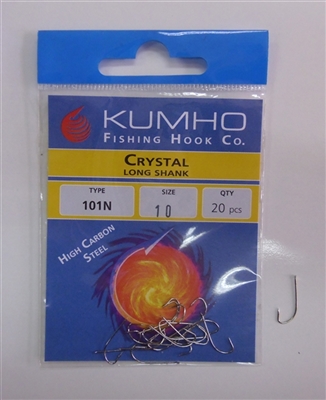 KUMHO
FISHING HOOK CO.
CRYSTAL
LONG SHANK
TYPE
101N
SIZE
10
QTY
20 pcs
HIGH CARBON
STEEL